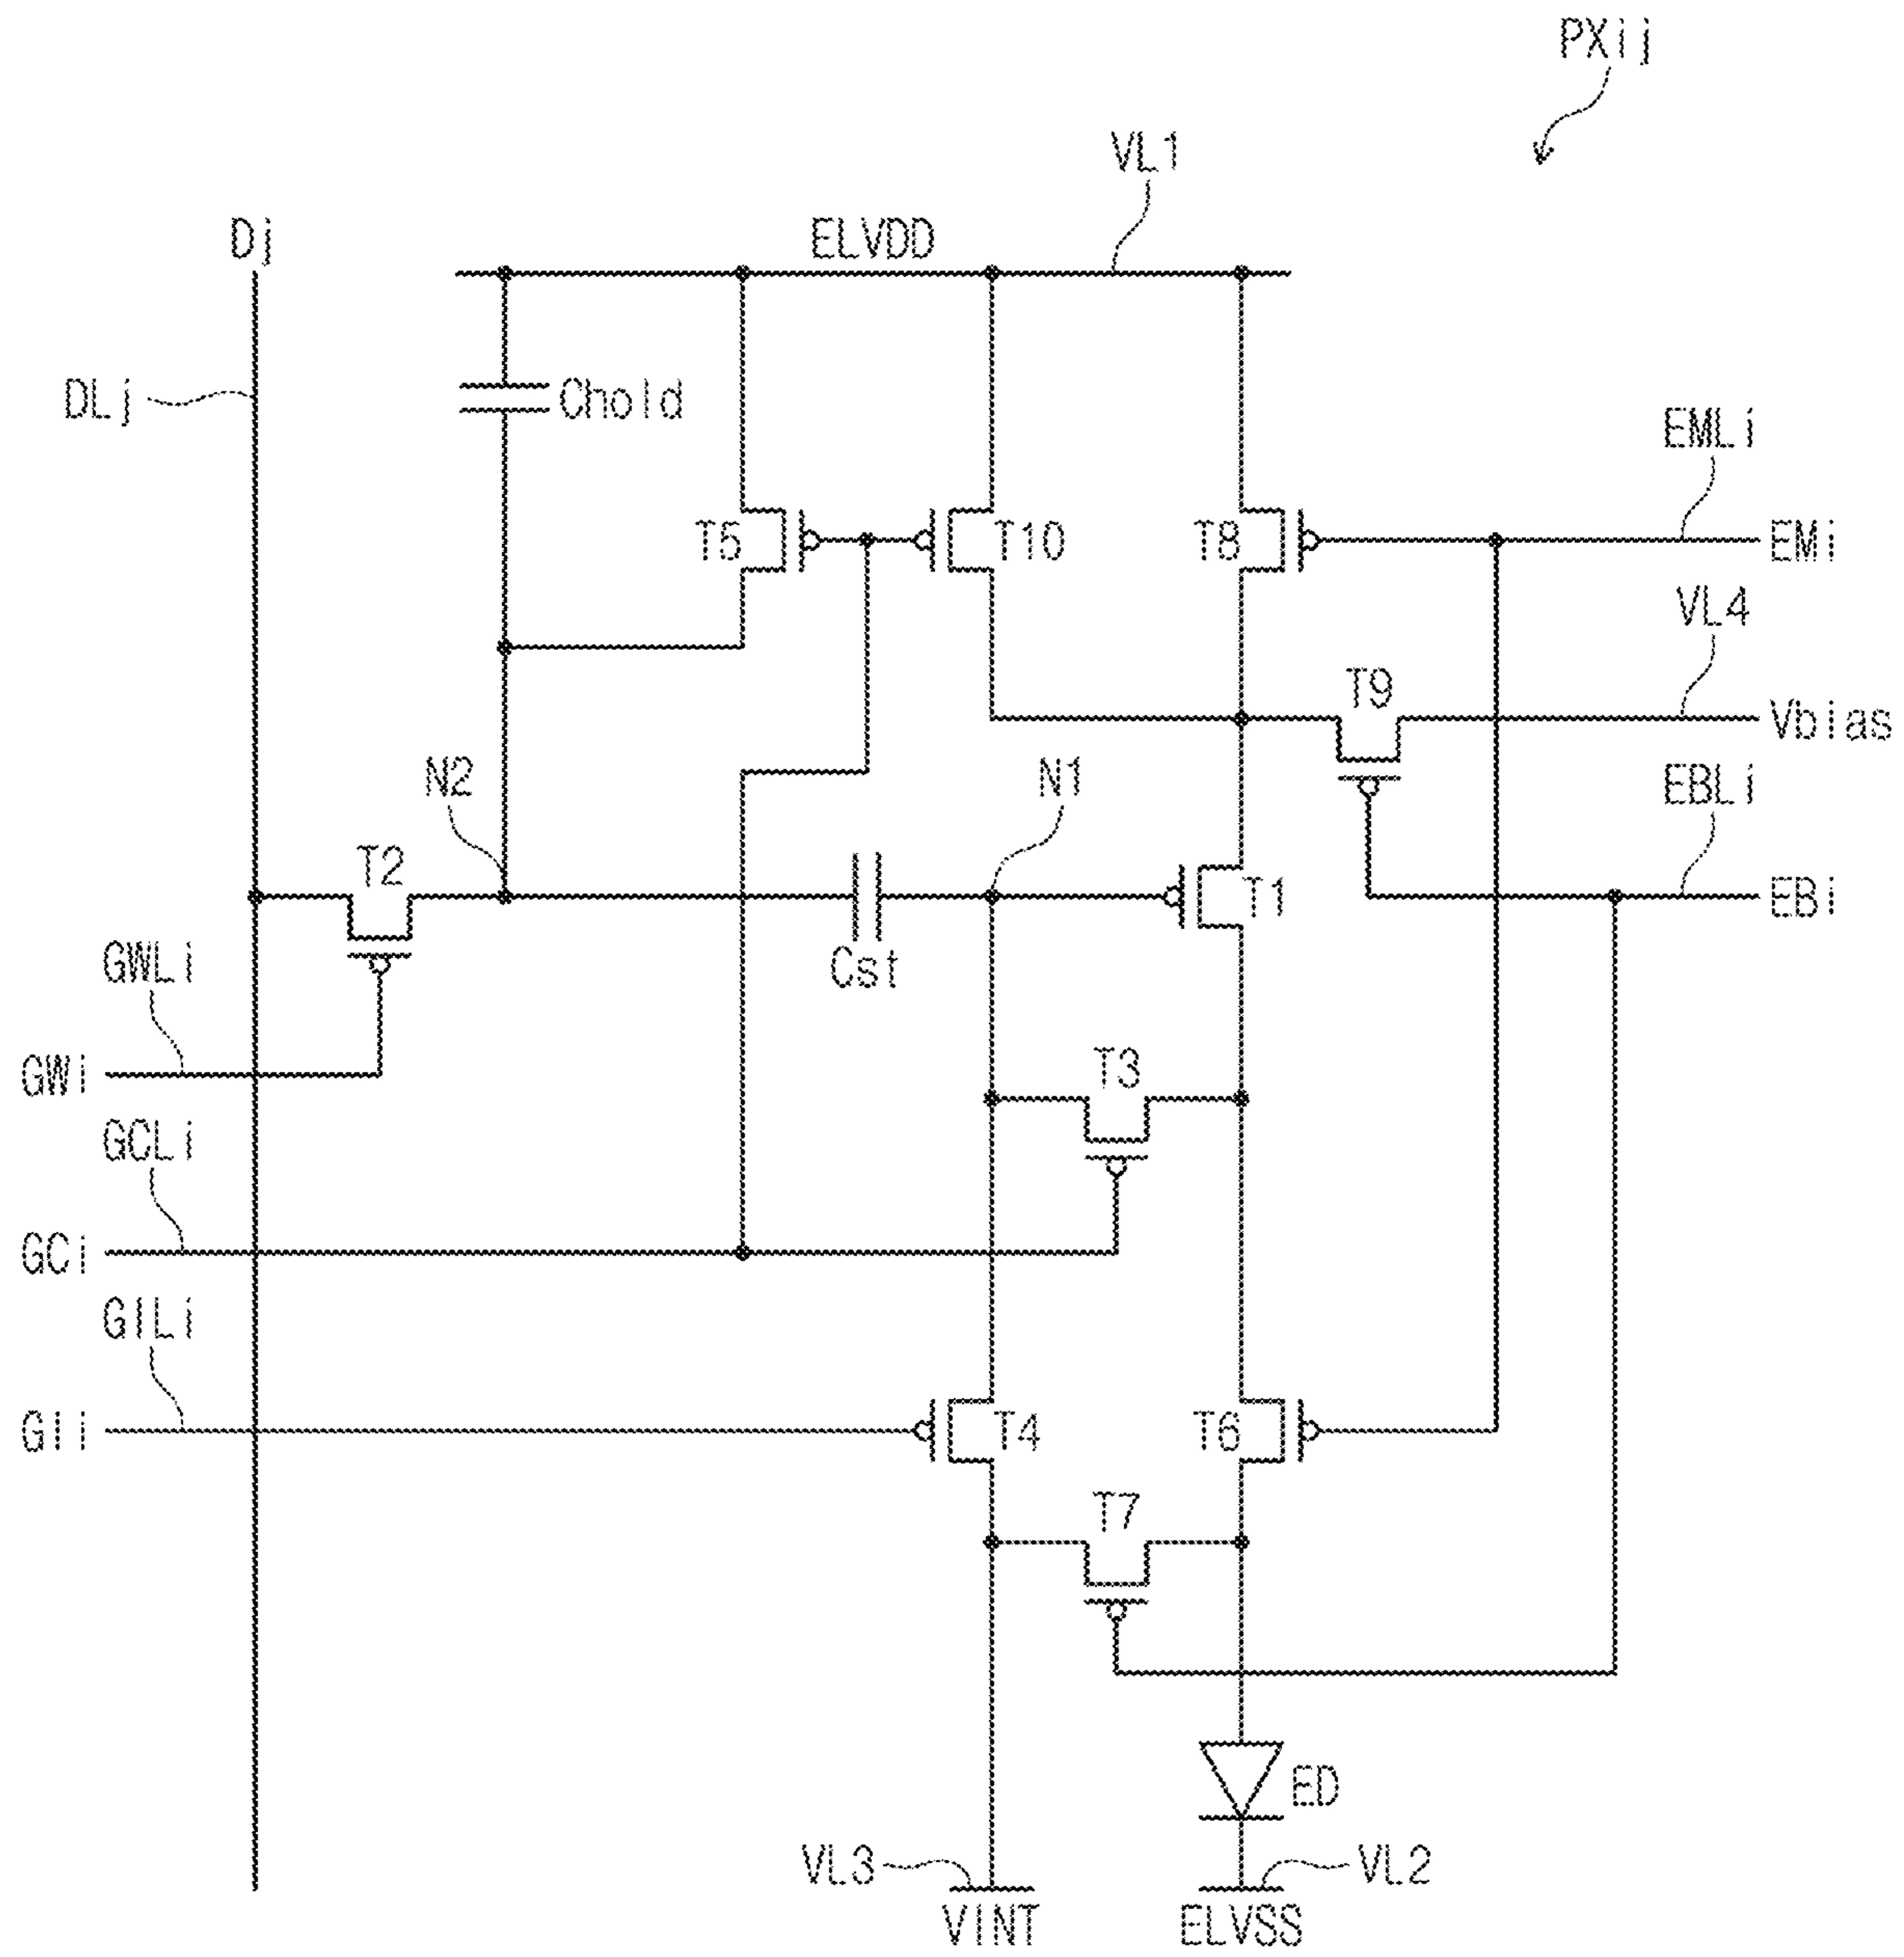 PXij
VL1
Dj
ELVDD
DLj
Chold
EMLi
T5
T10
T8
EMi
VL4
T9
Vbias
N2
N1
EBLi
T2
T1
EBi
GWLi
Cst
GWi
T3
GCLi
GCi
GILi
GIi
T4
T6
T7
ED
VL3
VL2
VINT
ELVSS